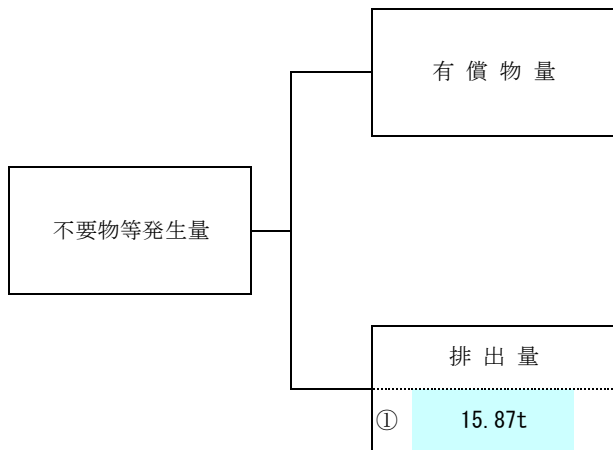 有 償 物 量
不要物等発生量
排 出 量
① 15.87t